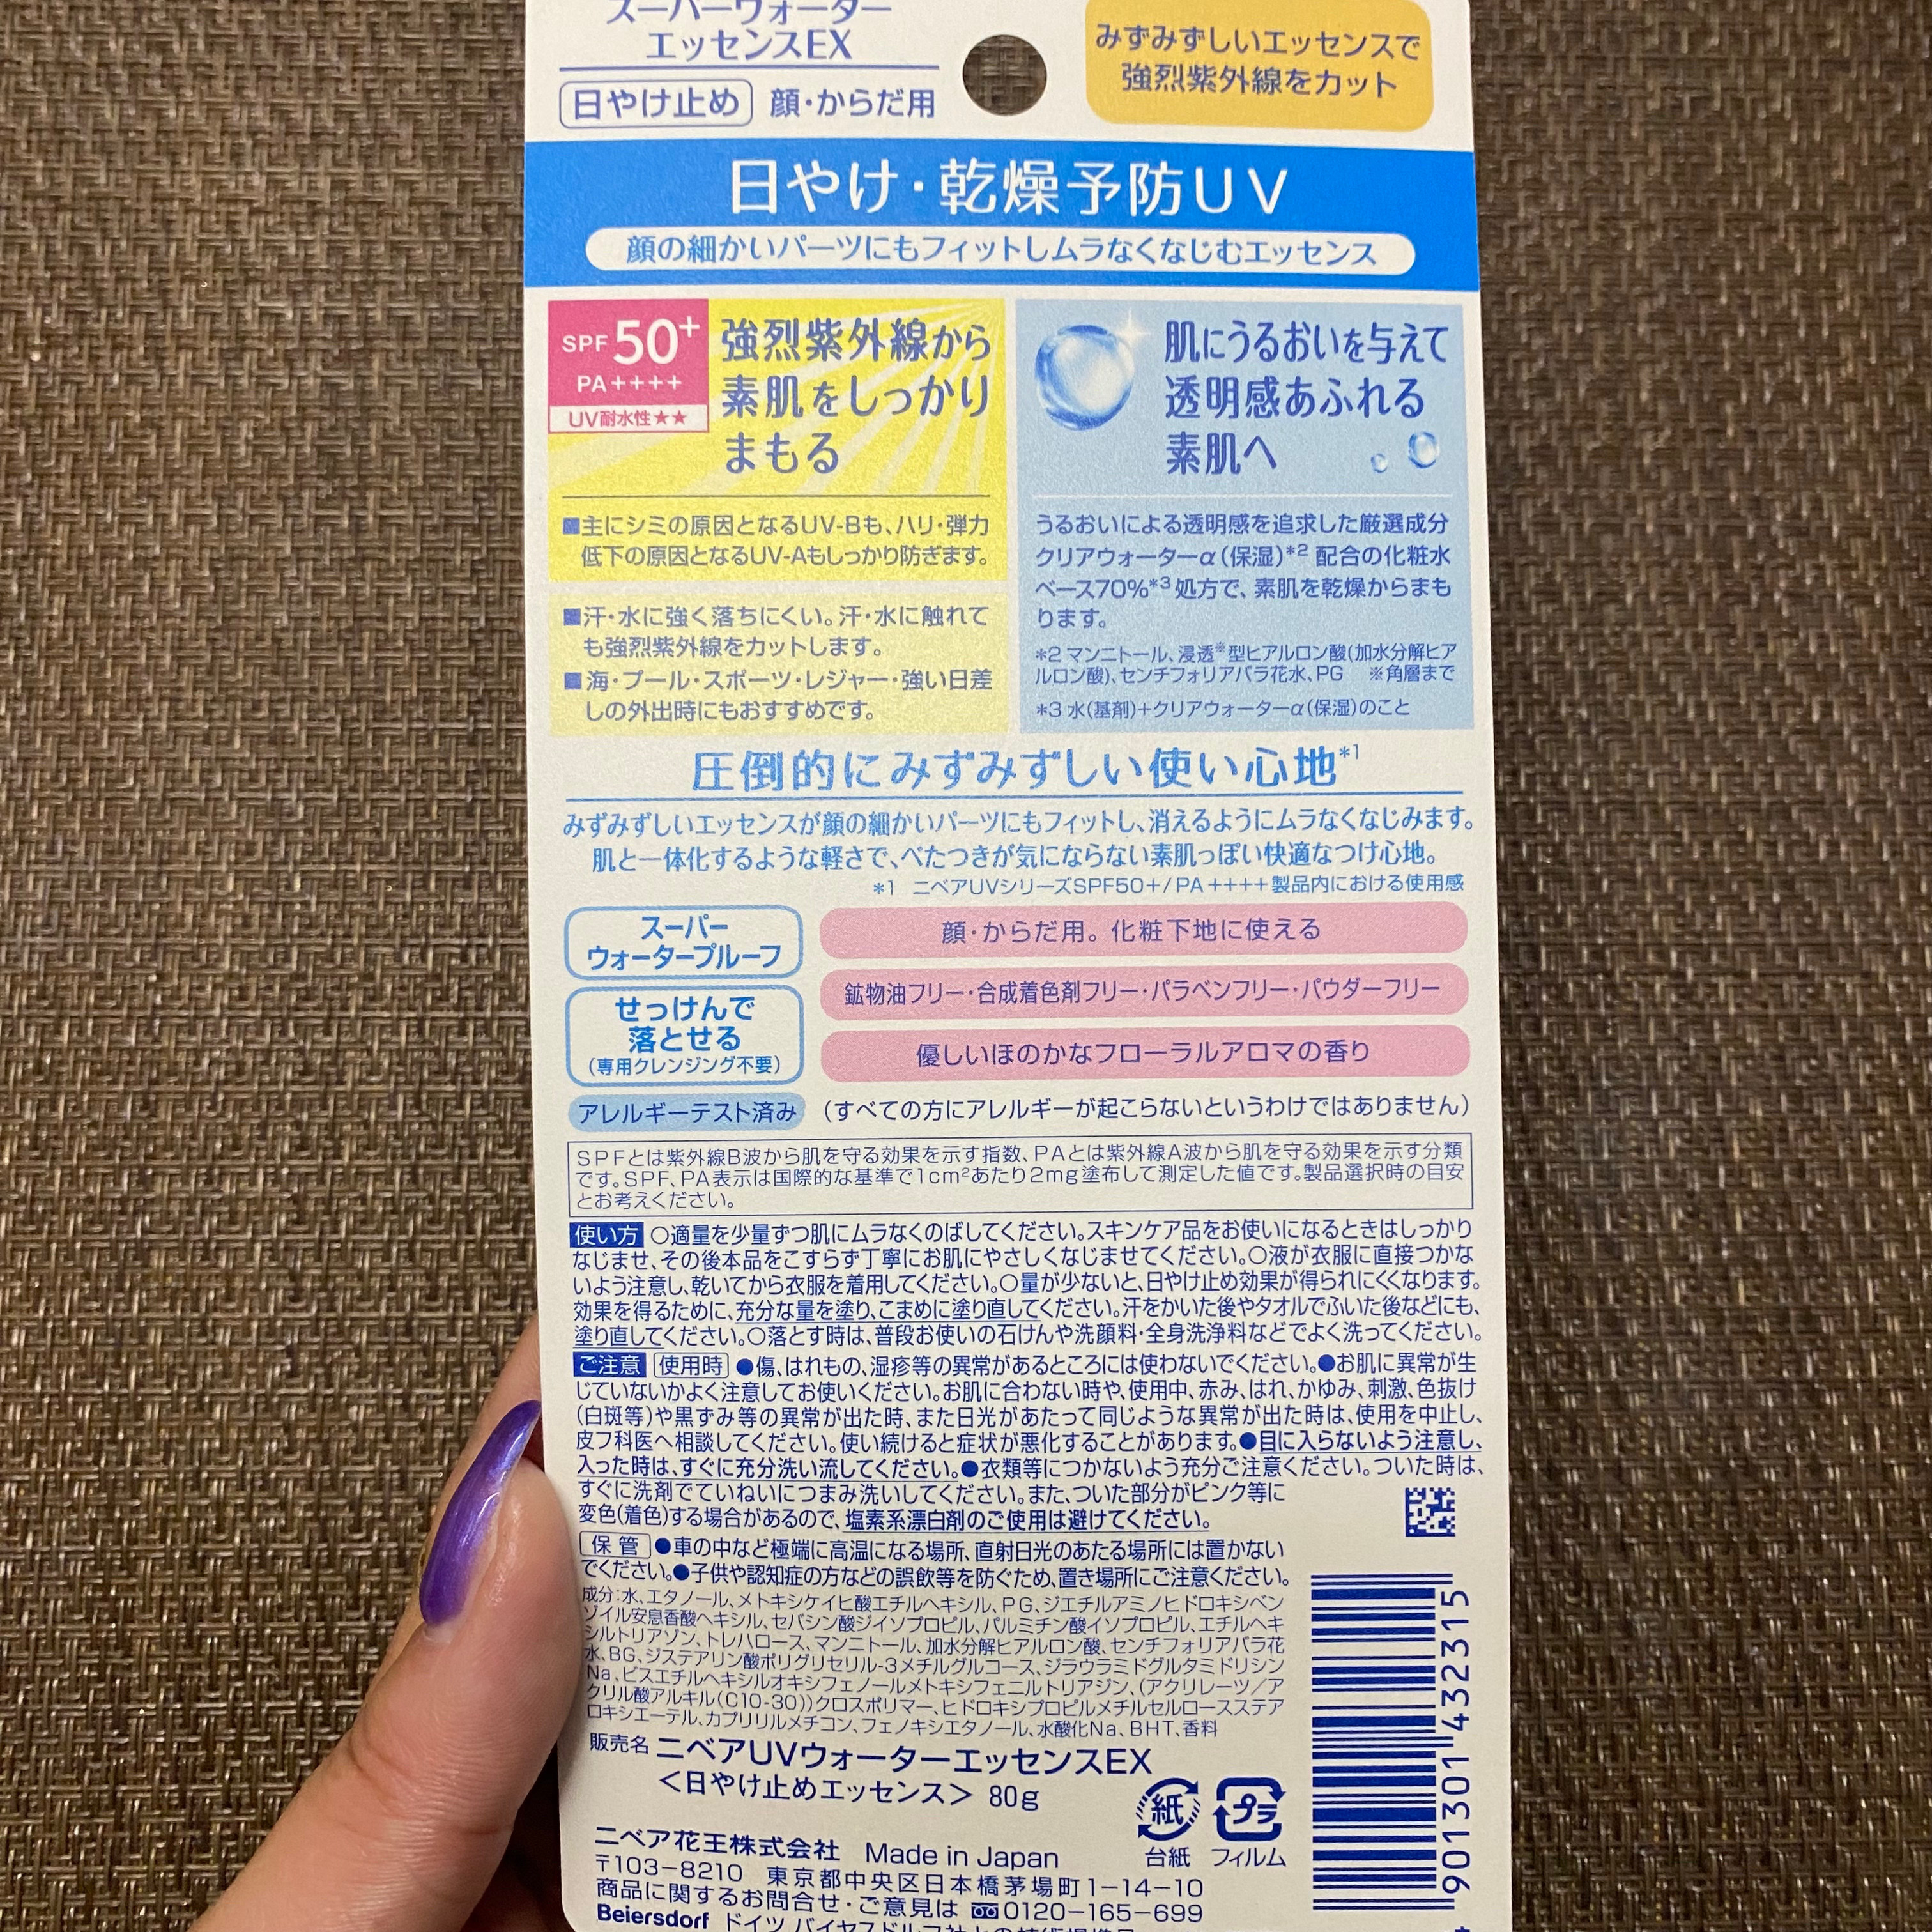 スーパーウォーター
エッセンスEX
日やけ止め 顔・からだ用
みずみずしいエッセンスで
強烈紫外線をカット
日やけ・乾燥予防UV
顔の細かいパーツにもフィットしムラなくなじむエッセンス
SPF50+
PA++++
UV耐水性★★
強烈紫外線から
素肌をしっかり
まもる
■主にシミの原因となるUV-Bも、ハリ・弾力
低下の原因となるUV-Aもしっかり防ぎます。
■汗・水に強く落ちにくい。汗・水に触れて
も強烈紫外線をカットします。
■海・プール・スポーツ・レジャー・強い日差
しの外出時にもおすすめです。
肌にうるおいを与えて
透明感あふれる
素肌へ
うるおいによる透明感を追求した厳選成分
クリアウォーターα(保湿)*2 配合の化粧水
ベース70%*3 処方で、素肌を乾燥からまも
ります。
*2 マンニトール、浸透※型ヒアルロン酸(加水分解ヒア
ルロン酸)、センチフォリアバラ花水、PG ※角層まで
*3 水(基剤)+クリアウォーターα(保湿)のこと
圧倒的にみずみずしい使い心地*1
みずみずしいエッセンスが顔の細かいパーツにもフィットし、消えるようにムラなくなじみます。
肌と一体化するような軽さで、べたつきが気にならない素肌っぽい快適なつけ心地。
*1 ニベアUVシリーズSPF50+/PA++++製品内における使用感
スーパー
ウォータープルーフ
せっけんで
落とせる
(専用クレンジング不要)
顔・からだ用。化粧下地に使える
鉱物油フリー・合成着色剤フリー・パラベンフリー・パウダーフリー
優しいほのかなフローラルアロマの香り
アレルギーテスト済み (すべての方にアレルギーが起こらないというわけではありません)
SPFとは紫外線B波から肌を守る効果を示す指数、PAとは紫外線A波から肌を守る効果を示す分類
です。SPF、PA表示は国際的な基準で1cm²あたり2mg塗布して測定した値です。製品選択時の目安
とお考えください。
使い方 ○適量を少量ずつ肌にムラなくのばしてください。スキンケア品をお使いになるときはしっかり
なじませ、その後本品をこすらず丁寧にお肌にやさしくなじませてください。○液が衣服に直接つかな
いよう注意し、乾いてから衣服を着用してください。○量が少ないと、日やけ止め効果が得られにくくなります。
効果を得るために、充分な量を塗り、こまめに塗り直してください。汗をかいた後やタオルでふいた後などにも、
塗り直してください。○落とす時は、普段お使いの石けんや洗顔料・全身洗浄料などでよく洗ってください。
ご注意 使用時 ●傷、はれもの、湿疹等の異常があるところには使わないでください。●お肌に異常が生
じていないかよく注意してお使いください。お肌に合わない時や、使用中、赤み、はれ、かゆみ、刺激、色抜け
(白斑等)や黒ずみ等の異常が出た時、また日光があたって同じような異常が出た時は、使用を中止し、
皮フ科医へ相談してください。使い続けると症状が悪化することがあります。●目に入らないよう注意し、
入った時は、すぐに充分洗い流してください。●衣類等につかないよう充分ご注意ください。ついた時は、
すぐに洗剤でていねいにつまみ洗いしてください。また、ついた部分がピンク等に
変色(着色)する場合があるので、塩素系漂白剤のご使用は避けてください。
保管 ●車の中など極端に高温になる場所、直射日光のあたる場所には置かない
でください。●子供や認知症の方などの誤飲等を防ぐため、置き場所にご注意ください。
成分:水、エタノール、メトキシケイヒ酸エチルヘキシル、PG、ジエチルアミノヒドロキシベン
ゾイル安息香酸ヘキシル、セバシン酸ジイソプロピル、パルミチン酸イソプロピル、エチルヘキ
シルトリアゾン、トレハロース、マンニトール、加水分解ヒアルロン酸、センチフォリアバラ花
水、BG、ジステアリン酸ポリグリセリル-3メチルグルコース、ジラウラミドグルタミドリシン
Na、ビスエチルヘキシルオキシフェノールメトキシフェニルトリアジン、(アクリレーツ/ア
クリル酸アルキル(C10-30))クロスポリマー、ヒドロキシプロピルメチルセルロースステア
ロキシエーテル、カプリリルメチコン、フェノキシエタノール、水酸化Na、BHT、香料
販売名 ニベアUVウォーターエッセンスEX
<日やけ止めエッセンス> 80g
紙 プラ
台紙 フィルム
ニベア花王株式会社 Made in Japan
〒103-8210 東京都中央区日本橋茅場町1-14-10
商品に関するお問合せ・ご意見は 0120-165-699
Beiersdorf ドイツ バイヤスドルフ社との技術提携品
4 901301 432315